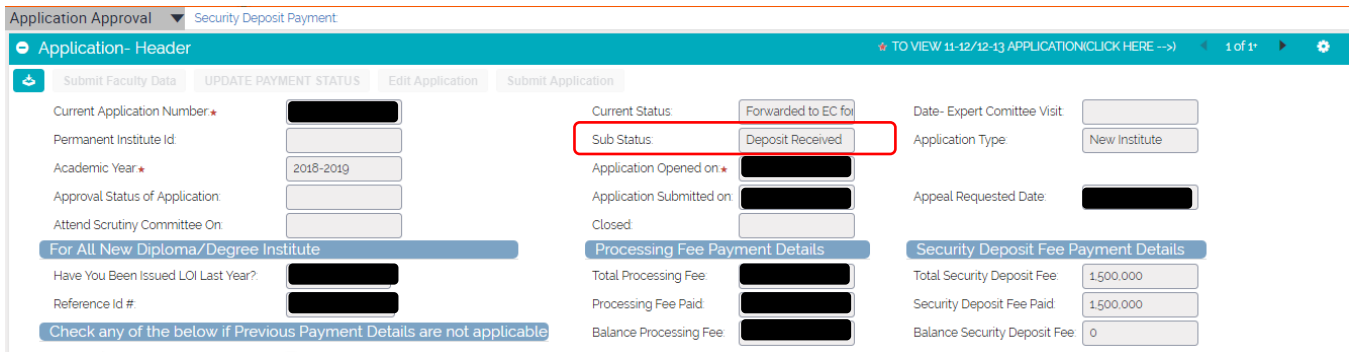 Application Approval Security Deposit Payment:
Application- Header TO VIEW 11-12/12-13 APPLICATION(CLICK HERE -->) 1 of 1+
Submit Faculty Data UPDATE PAYMENT STATUS Edit Application Submit Application
Current Application Number:★ Current Status: Forwarded to EC for Date- Expert Comittee Visit:
Permanent Institute Id: Sub Status: Deposit Received Application Type: New Institute
Academic Year:★ 2018-2019 Application Opened on:★
Approval Status of Application: Application Submitted on: Appeal Requested Date:
Attend Scrutiny Committee On: Closed:
For All New Diploma/Degree Institute Processing Fee Payment Details Security Deposit Fee Payment Details
Have You Been Issued LOI Last Year?: Total Processing Fee: Total Security Deposit Fee: 1,500,000
Reference Id #: Processing Fee Paid: Security Deposit Fee Paid: 1,500,000
Check any of the below if Previous Payment Details are not applicable Balance Processing Fee: Balance Security Deposit Fee: 0